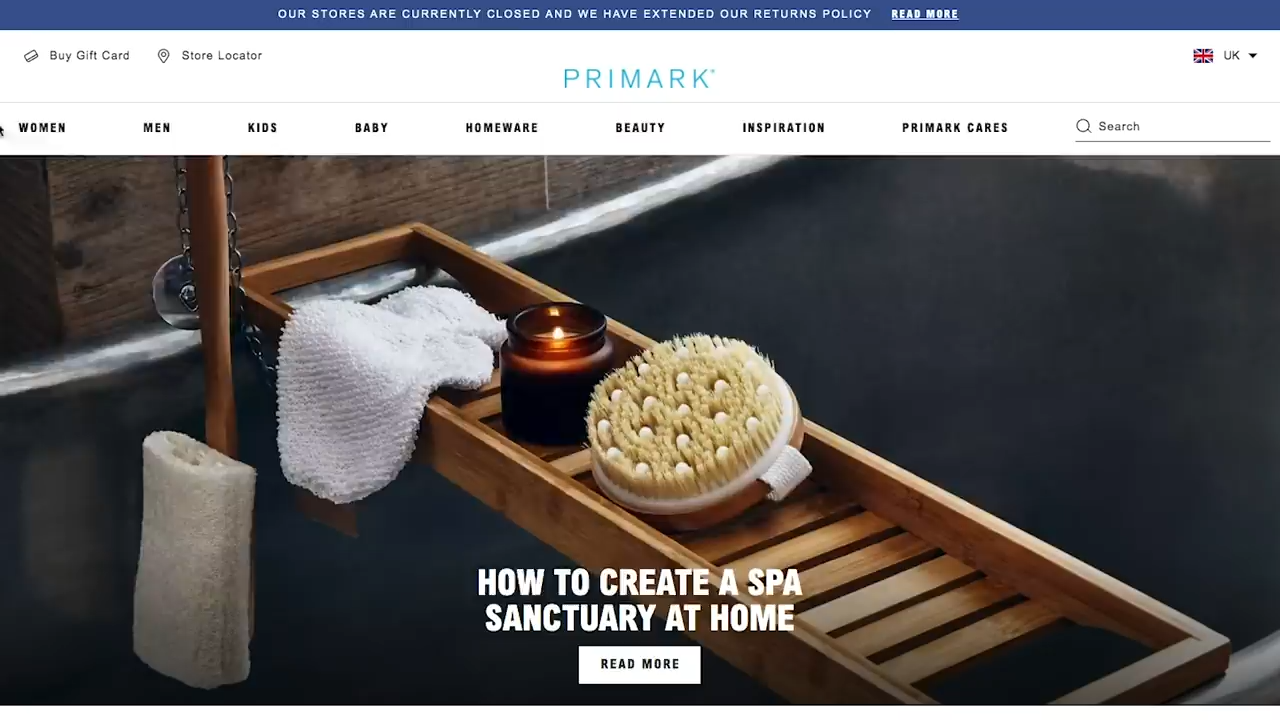 OUR STORES ARE CURRENTLY CLOSED AND WE HAVE EXTENDED OUR RETURNS POLICY READ MORE
Buy Gift Card Store Locator UK
PRIMARK®
WOMEN MEN KIDS BABY HOMEWARE BEAUTY INSPIRATION PRIMARK CARES Search
HOW TO CREATE A SPA
SANCTUARY AT HOME
READ MORE